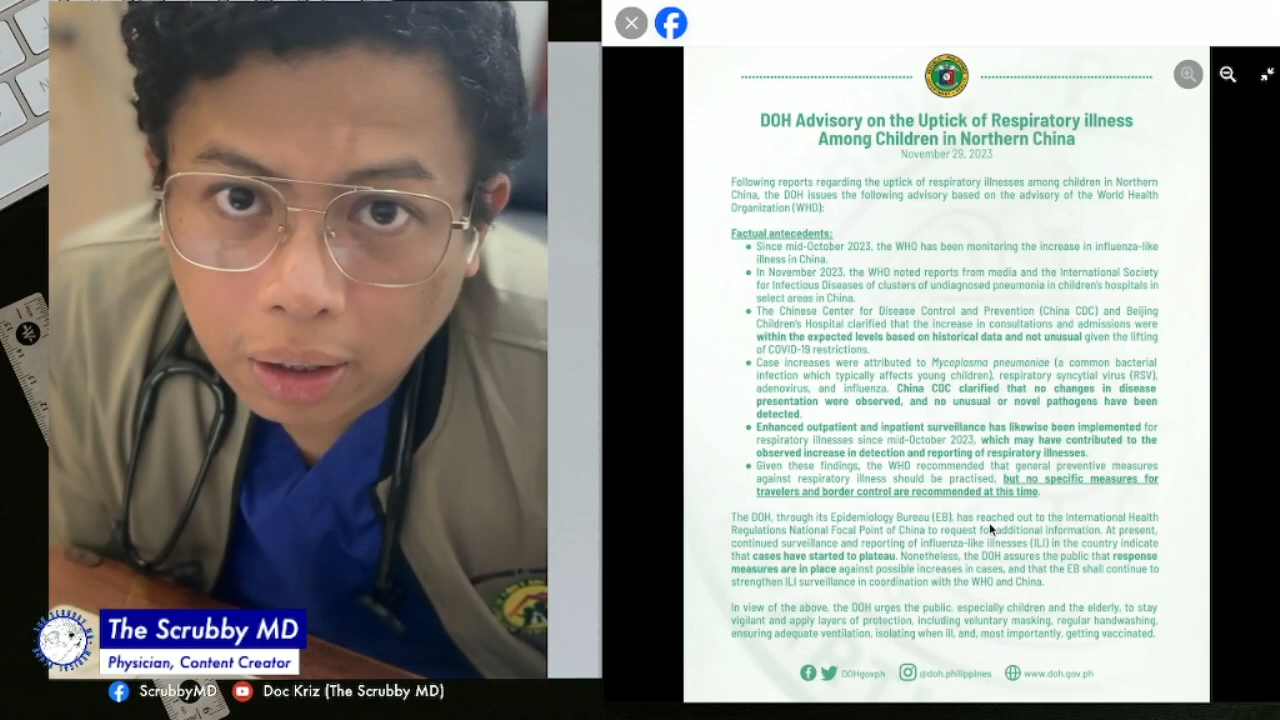 DOH Advisory on the Uptick of Respiratory illness
Among Children in Northern China
November 29, 2023
Following reports regarding the uptick of respiratory illnesses among children in Northern
China, the DOH issues the following advisory based on the advisory of the World Health
Organization (WHO):
Factual antecedents:
Since mid-October 2023, the WHO has been monitoring the increase in influenza-like
illness in China.
In November 2023, the WHO noted reports from media and the International Society
for Infectious Diseases of clusters of undiagnosed pneumonia in children's hospitals in
select areas in China.
The Chinese Center for Disease Control and Prevention (China CDC) and Beijing
Children's Hospital clarified that the increase in consultations and admissions were
within the expected levels based on historical data and not unusual given the lifting
of COVID-19 restrictions.
Case increases were attributed to Mycoplasma pneumoniae (a common bacterial
infection which typically affects young children), respiratory syncytial virus (RSV),
adenovirus, and influenza. China CDC clarified that no changes in disease
presentation were observed, and no unusual or novel pathogens have been
detected.
Enhanced outpatient and inpatient surveillance has likewise been implemented for
respiratory illnesses since mid-October 2023, which may have contributed to the
observed increase in detection and reporting of respiratory illnesses.
Given these findings, the WHO recommended that general preventive measures
against respiratory illness should be practised, but no specific measures for
travelers and border control are recommended at this time.
The DOH, through its Epidemiology Bureau (EB), has reached out to the International Health
Regulations National Focal Point of China to request for additional information. At present,
continued surveillance and reporting of influenza-like illnesses (ILI) in the country indicate
that cases have started to plateau. Nonetheless, the DOH assures the public that response
measures are in place against possible increases in cases, and that the EB shall continue to
strengthen ILI surveillance in coordination with the WHO and China.
In view of the above, the DOH urges the public, especially children and the elderly, to stay
vigilant and apply layers of protection, including voluntary masking, regular handwashing,
ensuring adequate ventilation, isolating when ill, and, most importantly, getting vaccinated.
DOHgovph @doh.philippines www.doh.gov.ph
The Scrubby MD
Physician, Content Creator
ScrubbyMD Doc Kriz (The Scrubby MD)